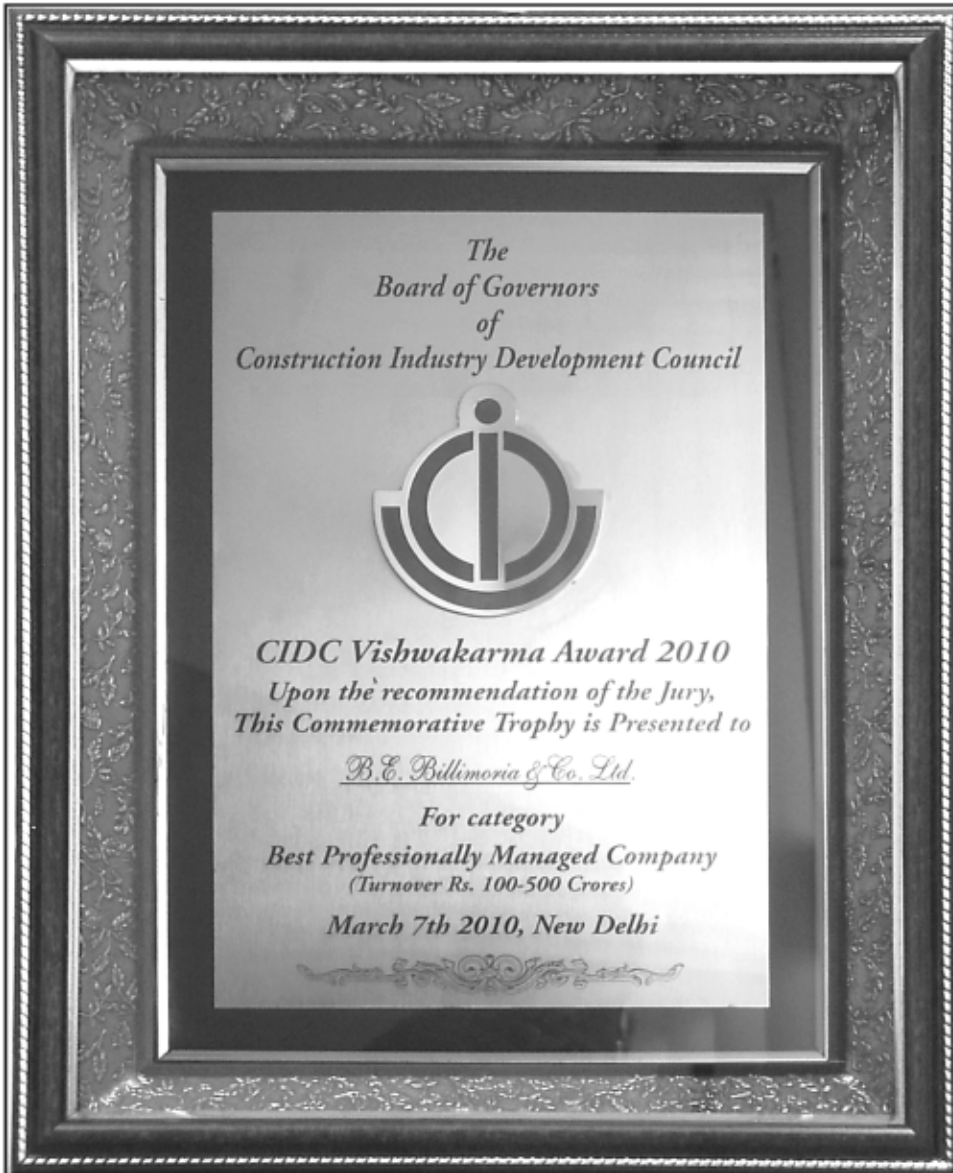 The
Board of Governors
of
Construction Industry Development Council
CIDC Vishwakarma Award 2010
Upon the recommendation of the Jury,
This Commemorative Trophy is Presented to
B.E. Billimoria & Co. Ltd.
For category
Best Professionally Managed Company
(Turnover Rs. 100-500 Crores)
March 7th 2010, New Delhi